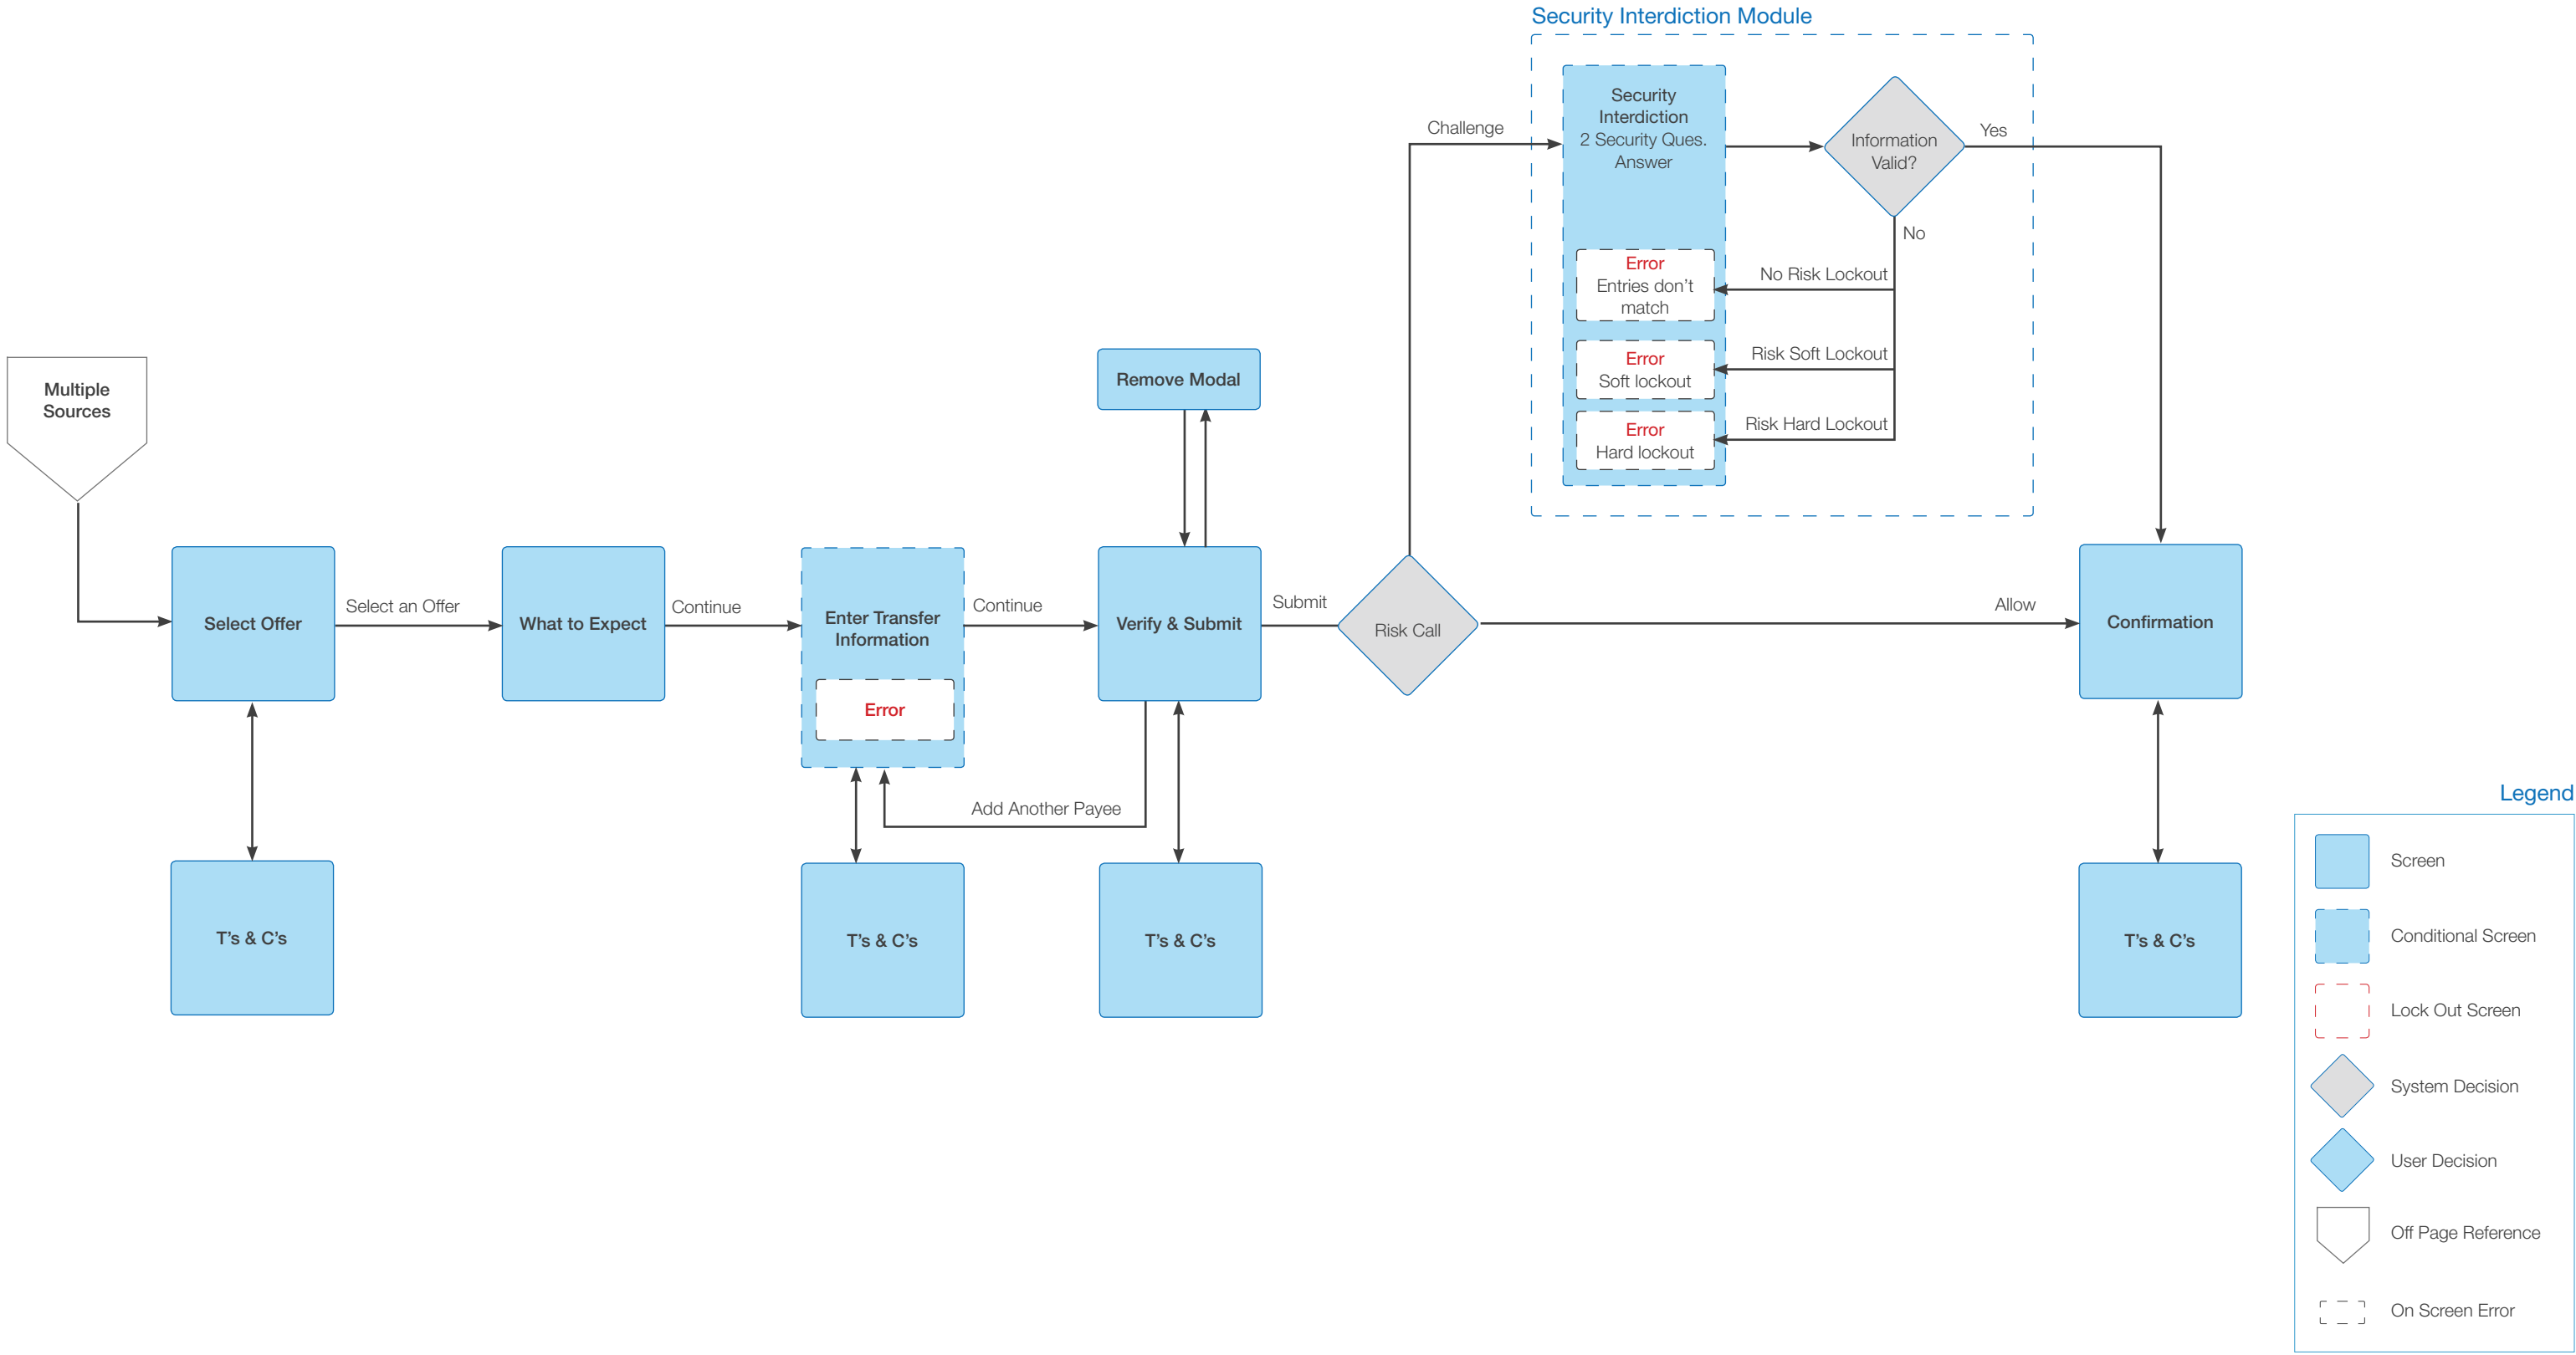 Security Interdiction Module
Security
Interdiction
2 Security Ques.
Answer
Challenge
Information
Valid?
Yes
No
Error
Entries don’t
match
No Risk Lockout
Error
Soft lockout
Risk Soft Lockout
Error
Hard lockout
Risk Hard Lockout
Multiple
Sources
Remove Modal
Select Offer
Select an Offer
What to Expect
Continue
Enter Transfer
Information
Error
Continue
Verify & Submit
Submit
Risk Call
Allow
Confirmation
Add Another Payee
T’s & C’s
T’s & C’s
T’s & C’s
T’s & C’s
Legend
Screen
Conditional Screen
Lock Out Screen
System Decision
User Decision
Off Page Reference
On Screen Error